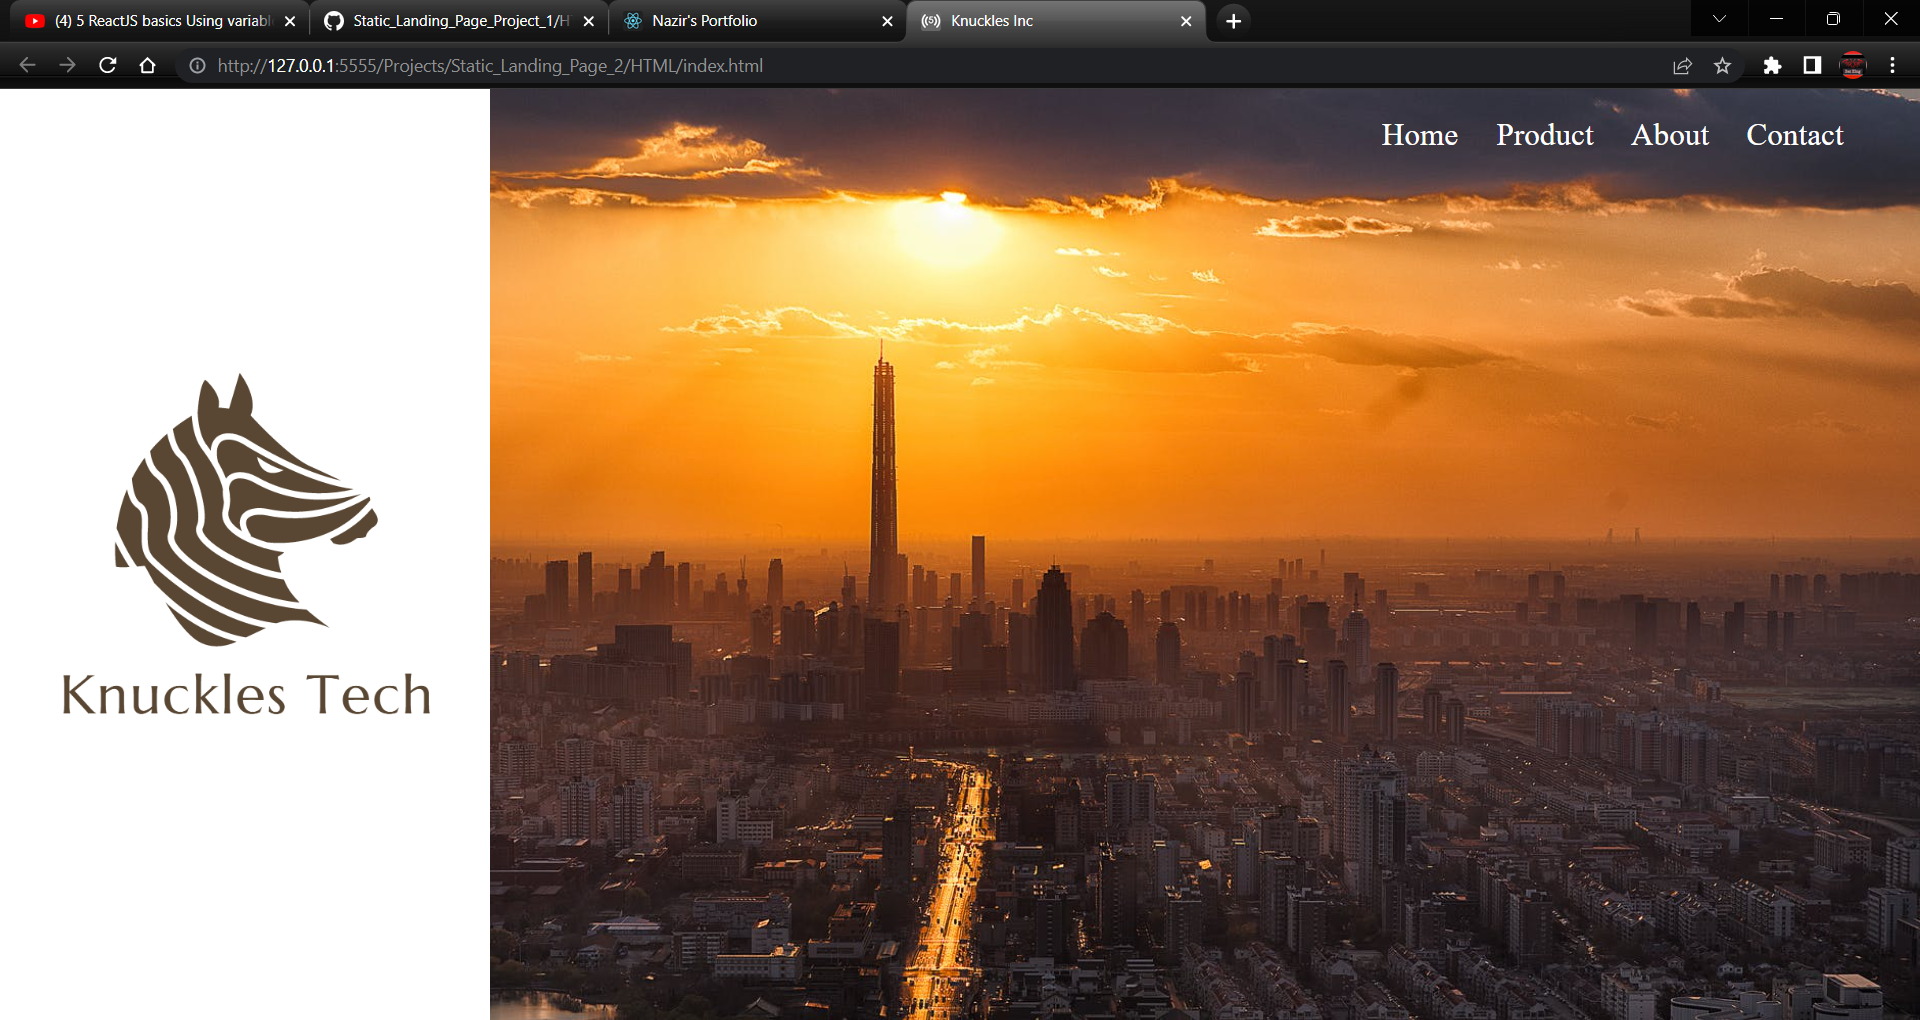 (4) 5 ReactJS basics Using variabl
Static_Landing_Page_Project_1/H
Nazir's Portfolio
Knuckles Inc
http://127.0.0.1:5555/Projects/Static_Landing_Page_2/HTML/index.html
Home Product About Contact
Knuckles Tech